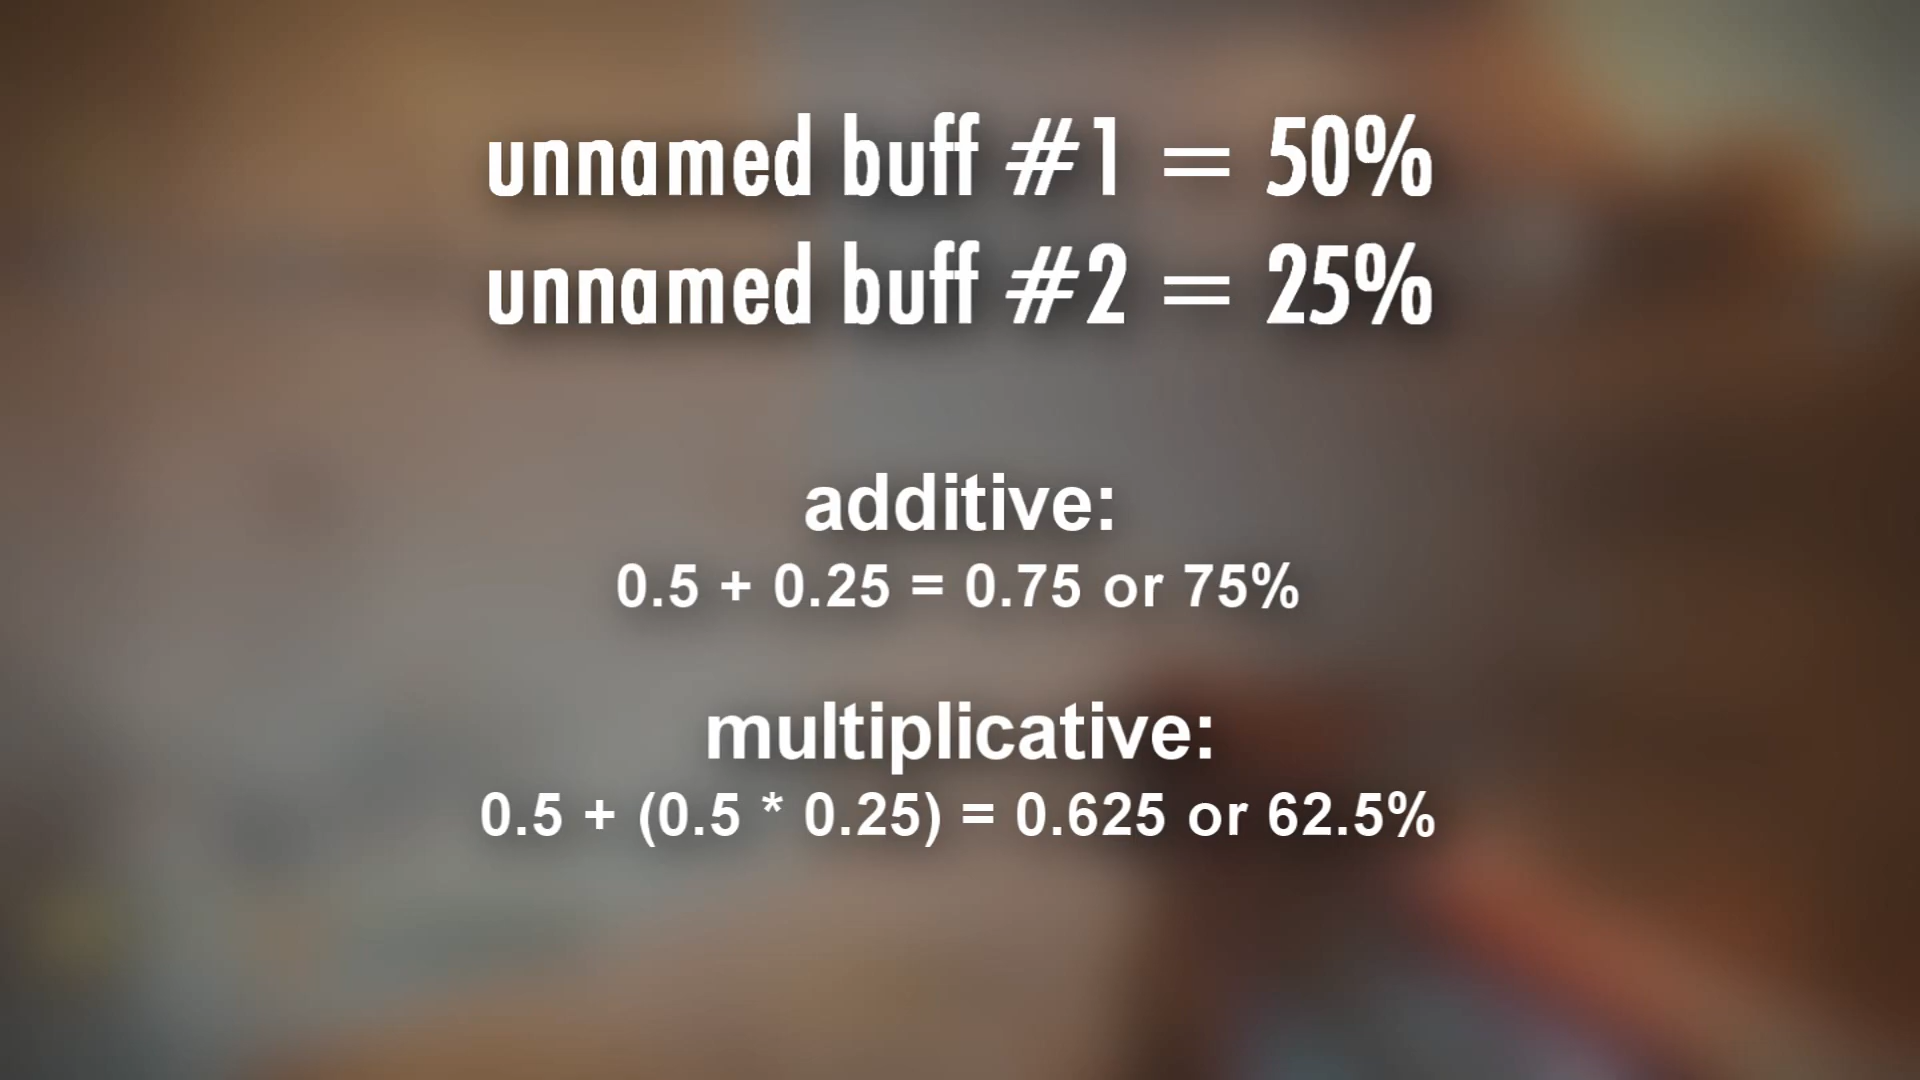 unnamed buff #1 = 50%
unnamed buff #2 = 25%
additive:
0.5 + 0.25 = 0.75 or 75%
multiplicative:
0.5 + (0.5 * 0.25) = 0.625 or 62.5%